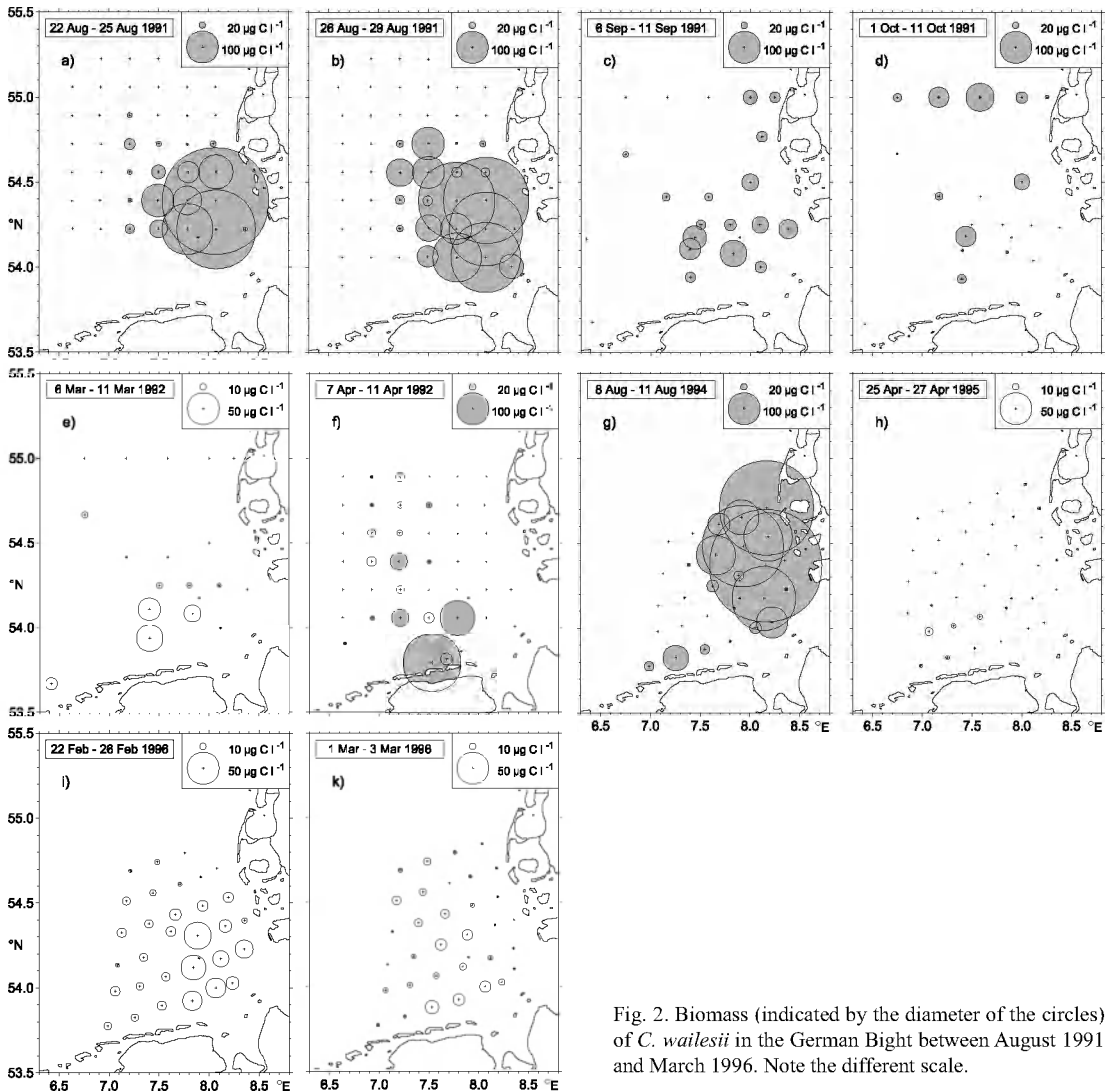 55.5
22 Aug - 25 Aug 1991
20 µg C l⁻¹
100 µg C l⁻¹
a)
55.0
54.5
°N
54.0
53.5
26 Aug - 29 Aug 1991
20 µg C l⁻¹
100 µg C l⁻¹
b)
6 Sep - 11 Sep 1991
20 µg C l⁻¹
100 µg C l⁻¹
c)
1 Oct - 11 Oct 1991
20 µg C l⁻¹
100 µg C l⁻¹
d)
55.5
6 Mar - 11 Mar 1992
10 µg C l⁻¹
50 µg C l⁻¹
e)
55.0
54.5
°N
54.0
53.5
7 Apr - 11 Apr 1992
20 µg C l⁻¹
100 µg C l⁻¹
f)
8 Aug - 11 Aug 1994
20 µg C l⁻¹
100 µg C l⁻¹
g)
6.5 7.0 7.5 8.0 8.5
25 Apr - 27 Apr 1995
10 µg C l⁻¹
50 µg C l⁻¹
h)
6.5 7.0 7.5 8.0 °E
55.5
22 Feb - 26 Feb 1996
10 µg C l⁻¹
50 µg C l⁻¹
i)
55.0
54.5
°N
54.0
53.5
6.5 7.0 7.5 8.0 8.5
1 Mar - 3 Mar 1996
10 µg C l⁻¹
50 µg C l⁻¹
k)
6.5 7.0 7.5 8.0 °E
Fig. 2. Biomass (indicated by the diameter of the circles)
of C. wailesii in the German Bight between August 1991
and March 1996. Note the different scale.